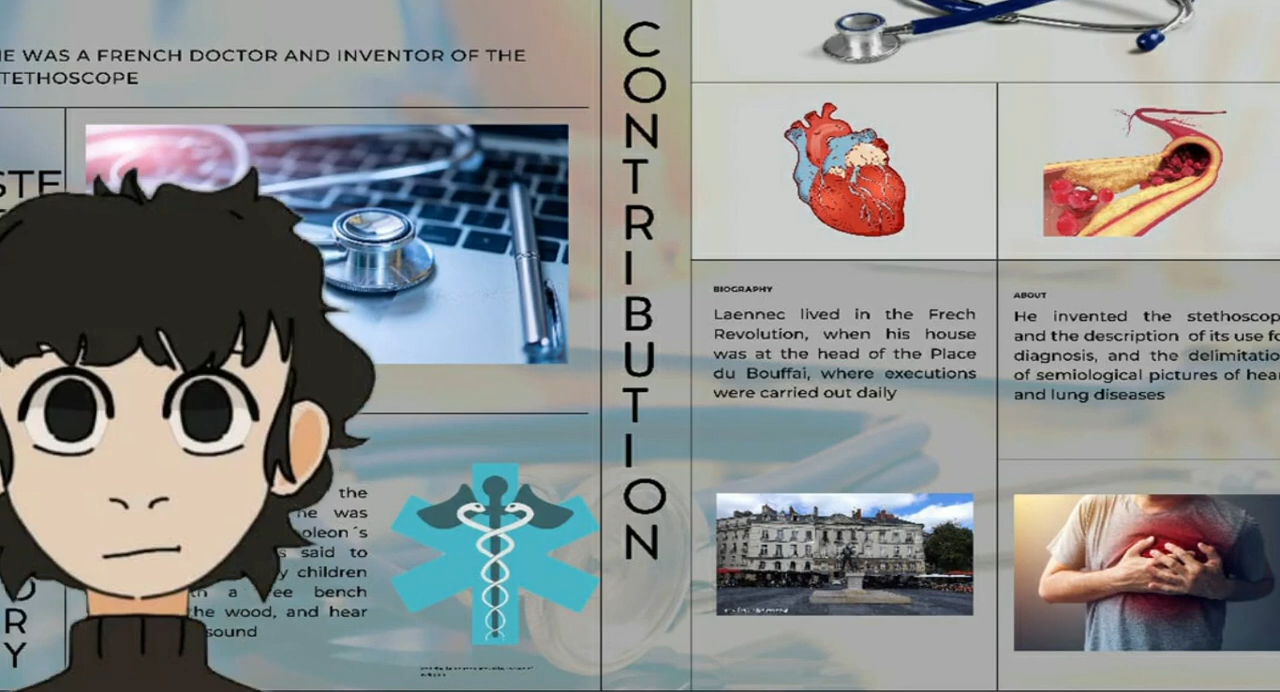 HE WAS A FRENCH DOCTOR AND INVENTOR OF THE
STETHOSCOPE
STE
the
he was
oleon´s
s said to
y children
bench
he wood, and hear
sound
R
Y
CONTRIBUTION
BIOGRAPHY
Laennec lived in the Frech
Revolution, when his house
was at the head of the Place
du Bouffai, where executions
were carried out daily
ABOUT
He invented the stethoscop
and the description of its use fo
diagnosis, and the delimitatio
of semiological pictures of hear
and lung diseases